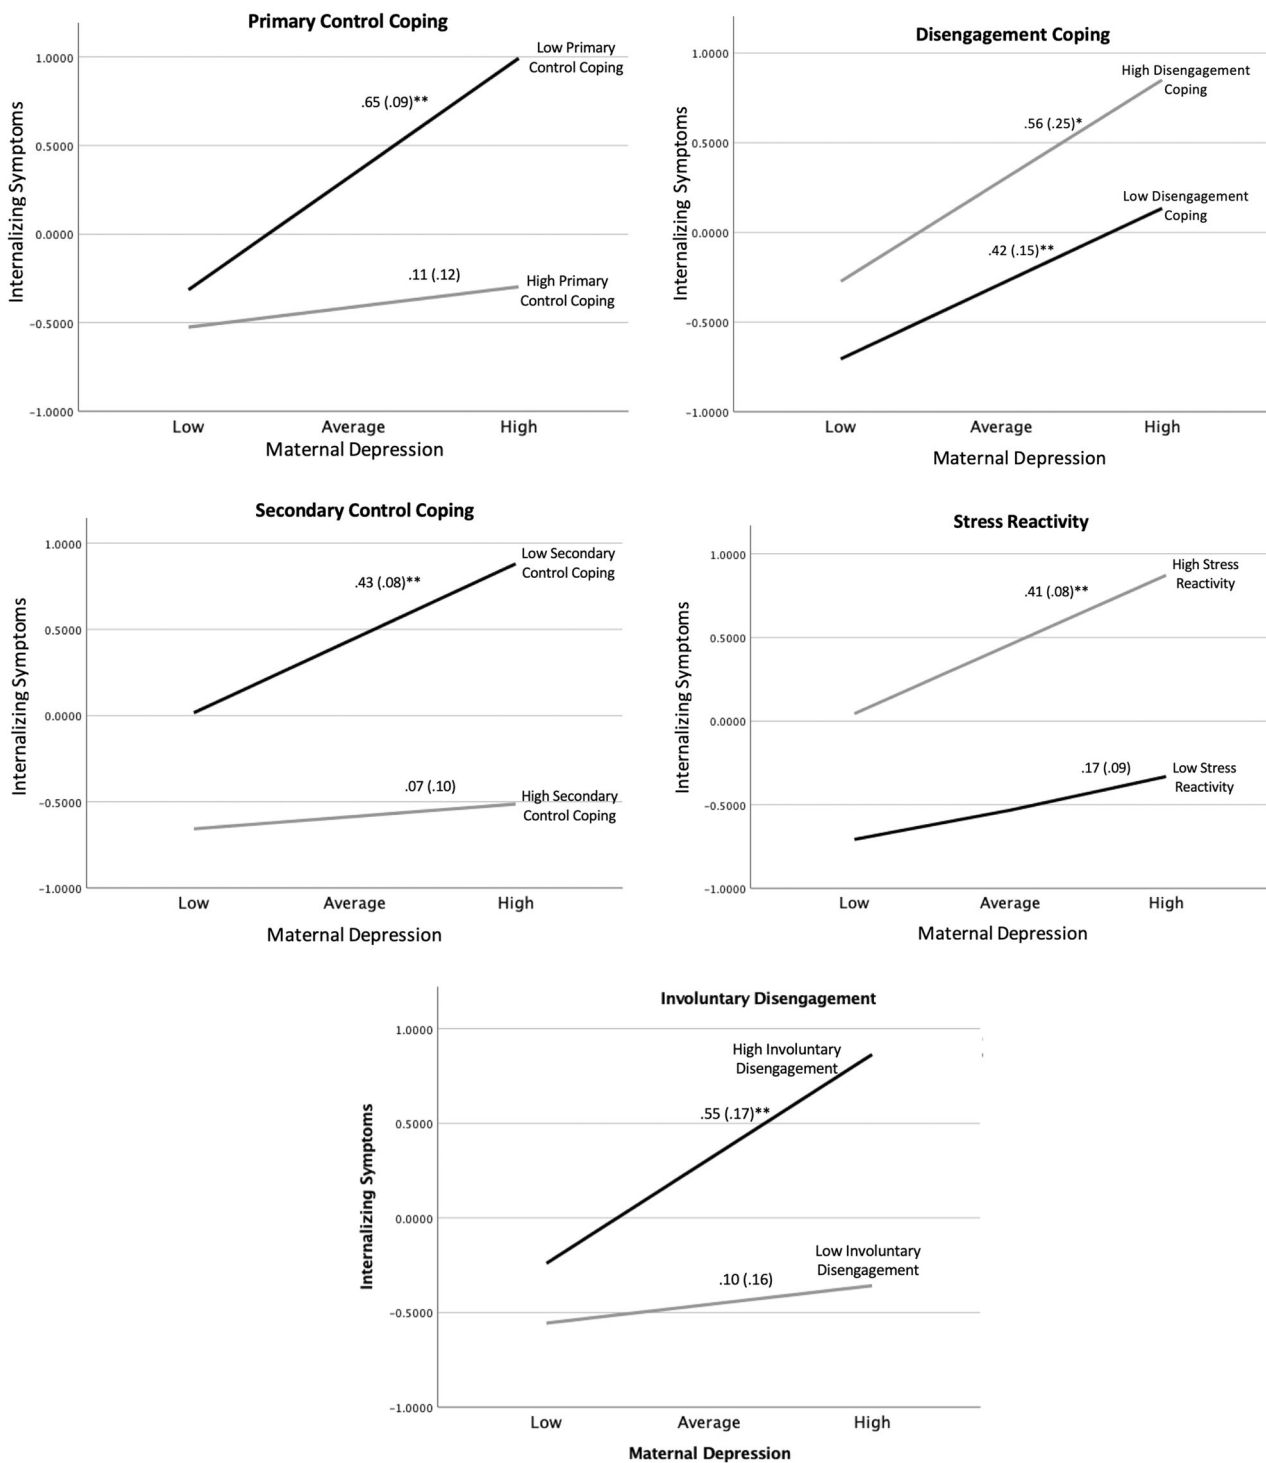 Primary Control Coping
Internalizing Symptoms
1.0000
0.5000
0.0000
−0.5000
−1.0000
Low Primary
Control Coping
.65 (.09)**
.11 (.12)
High Primary
Control Coping
Low Average High
Maternal Depression
Disengagement Coping
Internalizing Symptoms
1.0000
0.5000
0.0000
−0.5000
−1.0000
High Disengagement
Coping
.56 (.25)*
Low Disengagement
Coping
.42 (.15)**
Low Average High
Maternal Depression
Secondary Control Coping
Internalizing Symptoms
1.0000
0.5000
0.0000
−0.5000
−1.0000
Low Secondary
Control Coping
.43 (.08)**
.07 (.10)
High Secondary
Control Coping
Low Average High
Maternal Depression
Stress Reactivity
Internalizing Symptoms
1.0000
0.5000
0.0000
−0.5000
−1.0000
High Stress
Reactivity
.41 (.08)**
.17 (.09)
Low Stress
Reactivity
Low Average High
Maternal Depression
Involuntary Disengagement
Internalizing Symptoms
1.0000
0.5000
0.0000
−0.5000
−1.0000
High Involuntary
Disengagement
.55 (.17)**
Low Involuntary
Disengagement
.10 (.16)
Low Average High
Maternal Depression